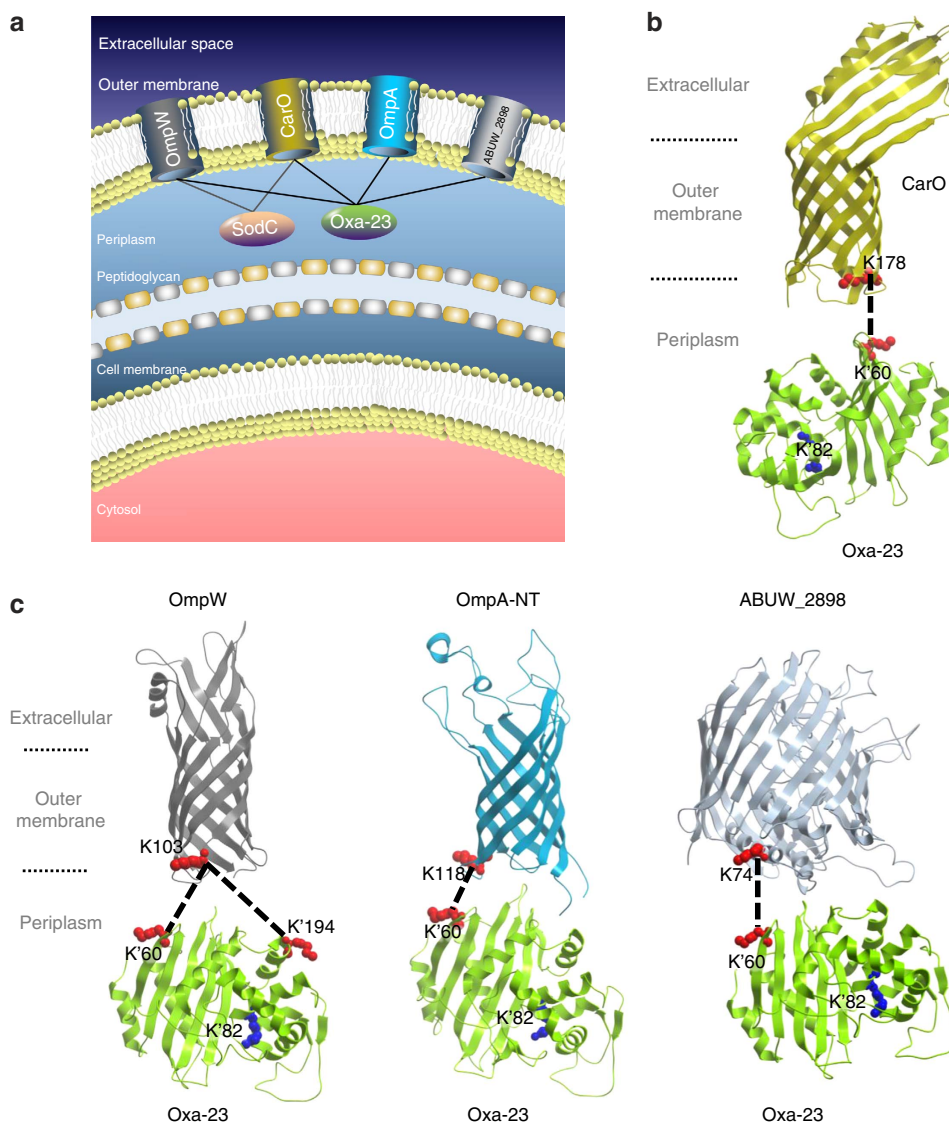 a
Extracellular space
Outer membrane
OmpW
CarO
OmpA
ABUW_2898
SodC
Oxa-23
Periplasm
Peptidoglycan
Cell membrane
Cytosol
b
Extracellular
Outer
membrane
Periplasm
CarO
K178
K'60
K'82
Oxa-23
c
OmpW
OmpA-NT
ABUW_2898
Extracellular
Outer
membrane
Periplasm
K103
K'60
K'194
K'82
Oxa-23
K118
K'60
K'82
Oxa-23
K74
K'60
K'82
Oxa-23